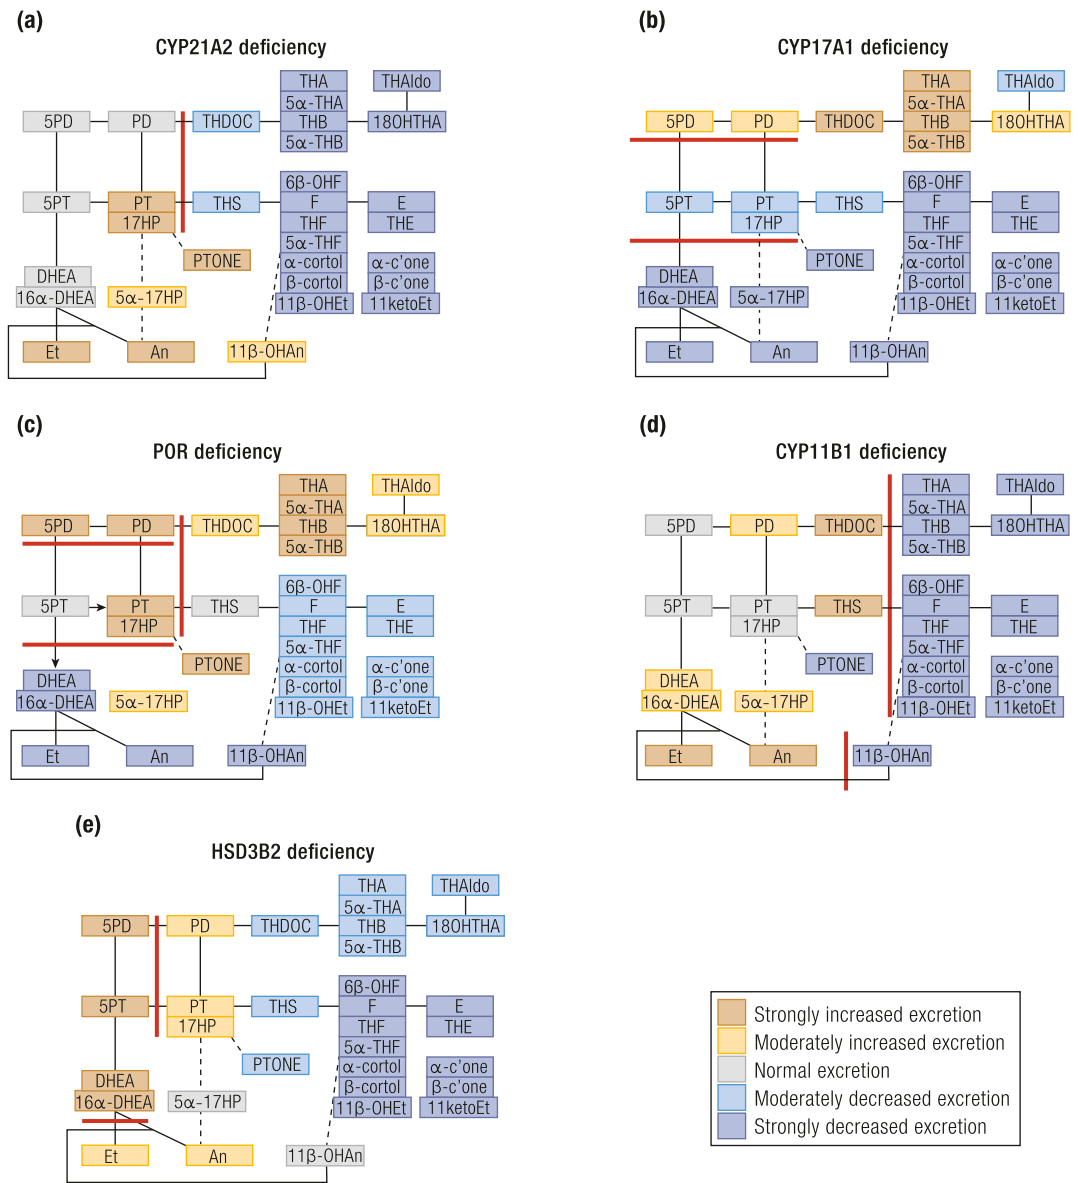 (a)
CYP21A2 deficiency
THA
THAldo
5α-THA
5PD
PD
THDOC
THB
18OHTHA
5α-THB
6β-OHF
5PT
PT
THS
F
E
17HP
THF
THE
5α-THF
PTONE
α-cortol
α-c'one
DHEA
β-cortol
β-c'one
16α-DHEA
5α-17HP
11β-OHEt
11ketoEt
Et
An
11β-OHAn
(b)
CYP17A1 deficiency
THA
THAldo
5α-THA
5PD
PD
THDOC
THB
18OHTHA
5α-THB
6β-OHF
5PT
PT
THS
F
E
17HP
THF
THE
5α-THF
PTONE
α-cortol
α-c'one
DHEA
β-cortol
β-c'one
16α-DHEA
5α-17HP
11β-OHEt
11ketoEt
Et
An
11β-OHAn
(c)
POR deficiency
THA
THAldo
5α-THA
5PD
PD
THDOC
THB
18OHTHA
5α-THB
6β-OHF
5PT
PT
THS
F
E
17HP
THF
THE
5α-THF
PTONE
α-cortol
α-c'one
DHEA
β-cortol
β-c'one
16α-DHEA
5α-17HP
11β-OHEt
11ketoEt
Et
An
11β-OHAn
(d)
CYP11B1 deficiency
THA
THAldo
5α-THA
5PD
PD
THDOC
THB
18OHTHA
5α-THB
6β-OHF
5PT
PT
THS
F
E
17HP
THF
THE
5α-THF
PTONE
α-cortol
α-c'one
DHEA
β-cortol
β-c'one
16α-DHEA
5α-17HP
11β-OHEt
11ketoEt
Et
An
11β-OHAn
(e)
HSD3B2 deficiency
THA
THAldo
5α-THA
5PD
PD
THDOC
THB
18OHTHA
5α-THB
6β-OHF
5PT
PT
THS
F
E
17HP
THF
THE
5α-THF
PTONE
α-cortol
α-c'one
DHEA
β-cortol
β-c'one
16α-DHEA
5α-17HP
11β-OHEt
11ketoEt
Et
An
11β-OHAn
Strongly increased excretion
Moderately increased excretion
Normal excretion
Moderately decreased excretion
Strongly decreased excretion